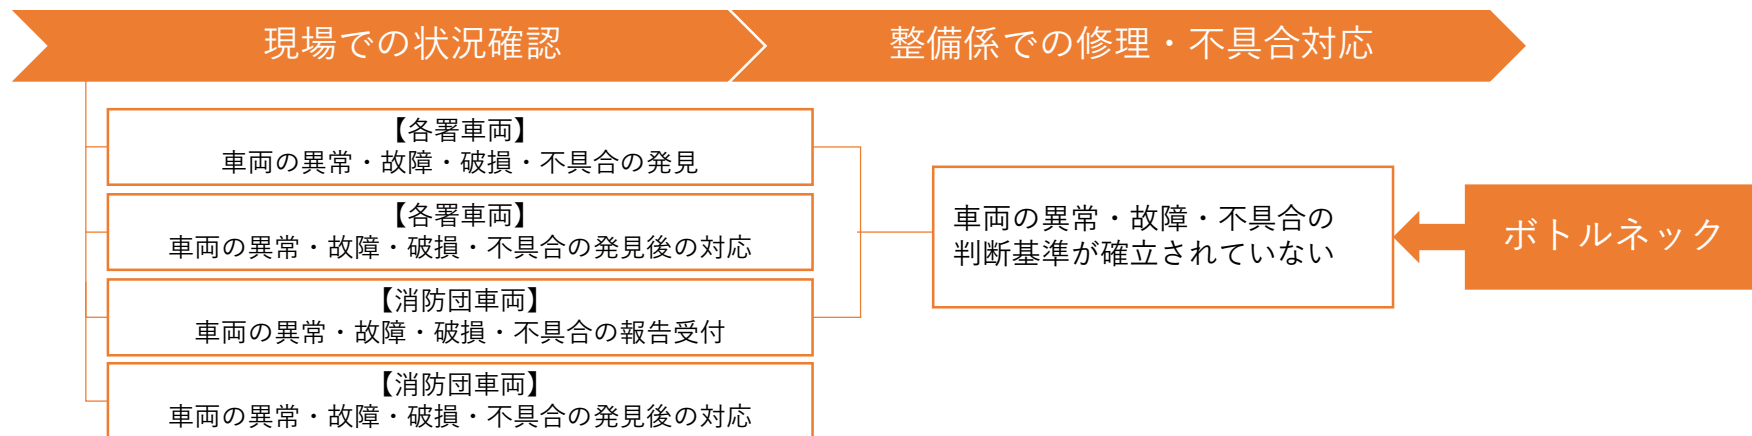 現場での状況確認
整備係での修理・不具合対応
【各署車両】
車両の異常・故障・破損・不具合の発見
【各署車両】
車両の異常・故障・破損・不具合の発見後の対応
【消防団車両】
車両の異常・故障・破損・不具合の報告受付
【消防団車両】
車両の異常・故障・破損・不具合の発見後の対応
車両の異常・故障・不具合の
判断基準が確立されていない
ボトルネック